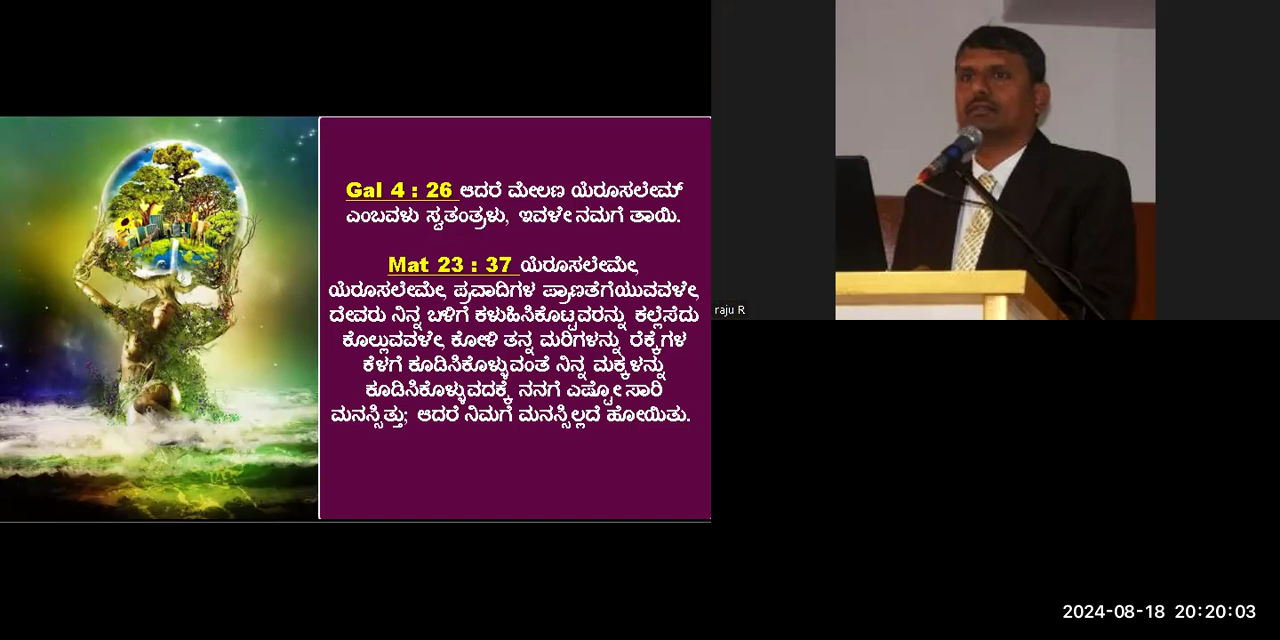 Gal 4 : 26 ಆದರೆ ಮೇಲಣ ಯೆರೂಸಲೇಮ್
ಎಂಬವಳು ಸ್ವತಂತ್ರಳು, ಇವಳೇ ನಮಗೆ ತಾಯಿ.
Mat 23 : 37 ಯೆರೂಸಲೇಮೇ,
ಯೆರೂಸಲೇಮೇ, ಪ್ರವಾದಿಗಳ ಪ್ರಾಣತೆಗೆಯುವವಳೇ,
ದೇವರು ನಿನ್ನ ಬಳಿಗೆ ಕಳುಹಿಸಿಕೊಟ್ಟವರನ್ನು ಕಲ್ಲೆಸೆದು
ಕೊಲ್ಲುವವಳೇ, ಕೋಳಿ ತನ್ನ ಮರಿಗಳನ್ನು ರೆಕ್ಕೆಗಳ
ಕೆಳಗೆ ಕೂಡಿಸಿಕೊಳ್ಳುವಂತೆ ನಿನ್ನ ಮಕ್ಕಳನ್ನು
ಕೂಡಿಸಿಕೊಳ್ಳುವದಕ್ಕೆ ನನಗೆ ಎಷ್ಟೋ ಸಾರಿ
ಮನಸ್ಸಿತ್ತು; ಆದರೆ ನಿಮಗೆ ಮನಸ್ಸಿಲ್ಲದೆ ಹೋಯಿತು.
raju R
2024-08-18 20:20:03